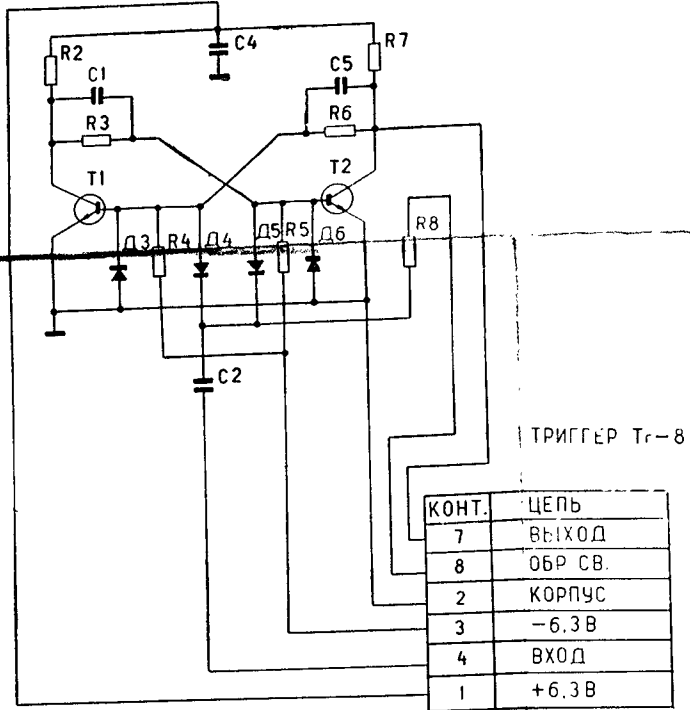 R2
C4
R7
C1
C5
R3
R6
T1
T2
Д3
R4
Д4
Д5
R5
Д6
R8
C2
ТРИГГЕР Тг-8
КОНТ. ЦЕПЬ
7 ВЫХОД
8 ОБР СВ.
2 КОРПУС
3 -6,3 В
4 ВХОД
1 +6,3 В